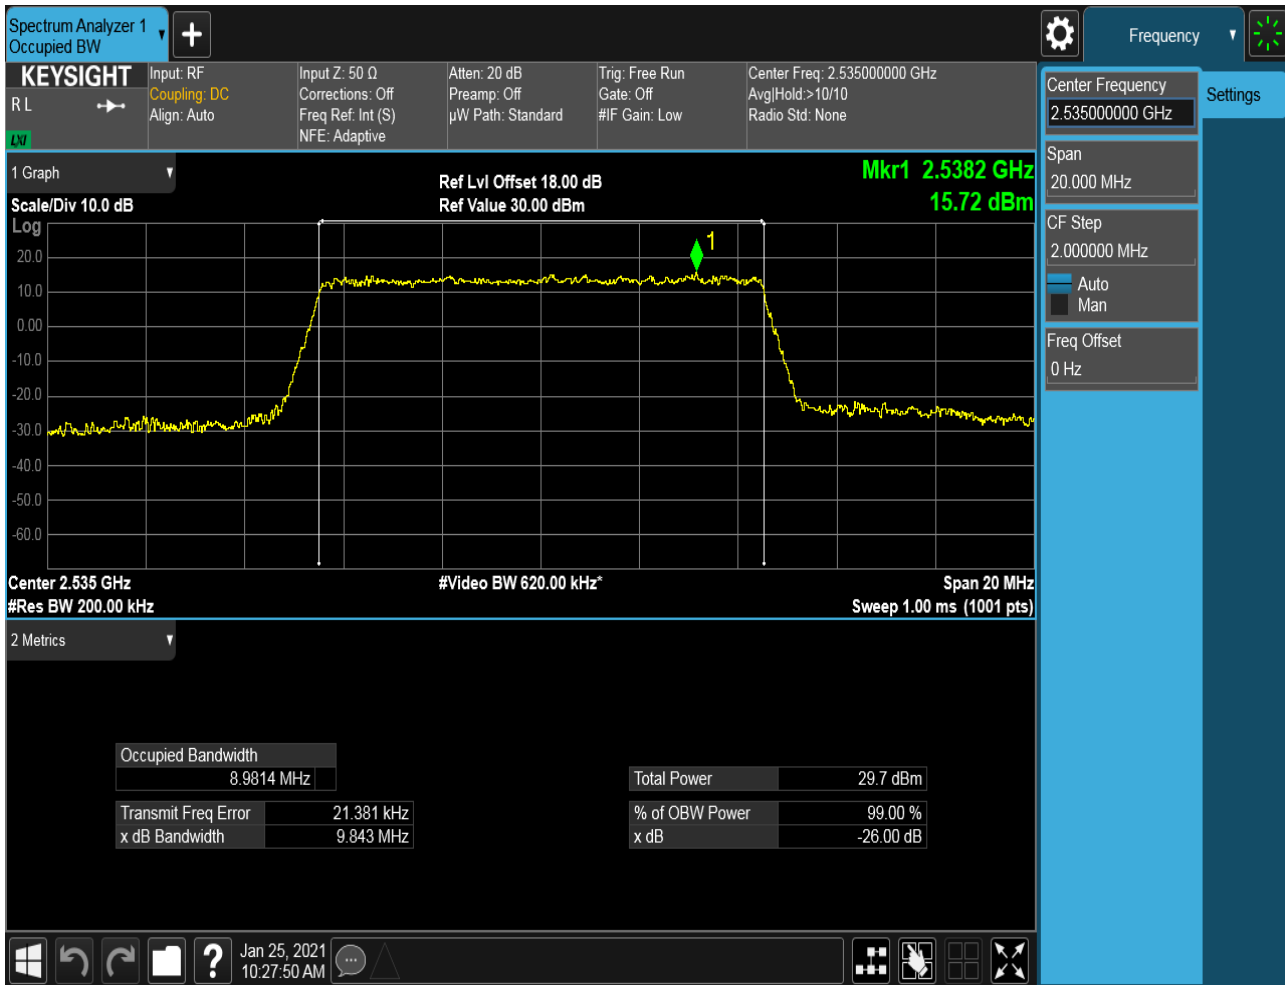 Spectrum Analyzer 1
Occupied BW
Frequency
KEYSIGHT
R L
LXI
Input: RF
Coupling: DC
Align: Auto
Input Z: 50 Ω
Corrections: Off
Freq Ref: Int (S)
NFE: Adaptive
Atten: 20 dB
Preamp: Off
µW Path: Standard
Trig: Free Run
Gate: Off
#IF Gain: Low
Center Freq: 2.535000000 GHz
Avg|Hold:>10/10
Radio Std: None
Center Frequency
2.535000000 GHz
Settings
Span
20.000 MHz
CF Step
2.000000 MHz
Auto
Man
Freq Offset
0 Hz
1 Graph
Scale/Div 10.0 dB
Ref Lvl Offset 18.00 dB
Ref Value 30.00 dBm
Mkr1 2.5382 GHz
15.72 dBm
Log
1
20.0
10.0
0.00
-10.0
-20.0
-30.0
-40.0
-50.0
-60.0
Center 2.535 GHz
#Video BW 620.00 kHz*
Span 20 MHz
#Res BW 200.00 kHz
Sweep 1.00 ms (1001 pts)
2 Metrics
Occupied Bandwidth
8.9814 MHz
Total Power 29.7 dBm
Transmit Freq Error 21.381 kHz
% of OBW Power 99.00 %
x dB Bandwidth 9.843 MHz
x dB -26.00 dB
?
Jan 25, 2021
10:27:50 AM